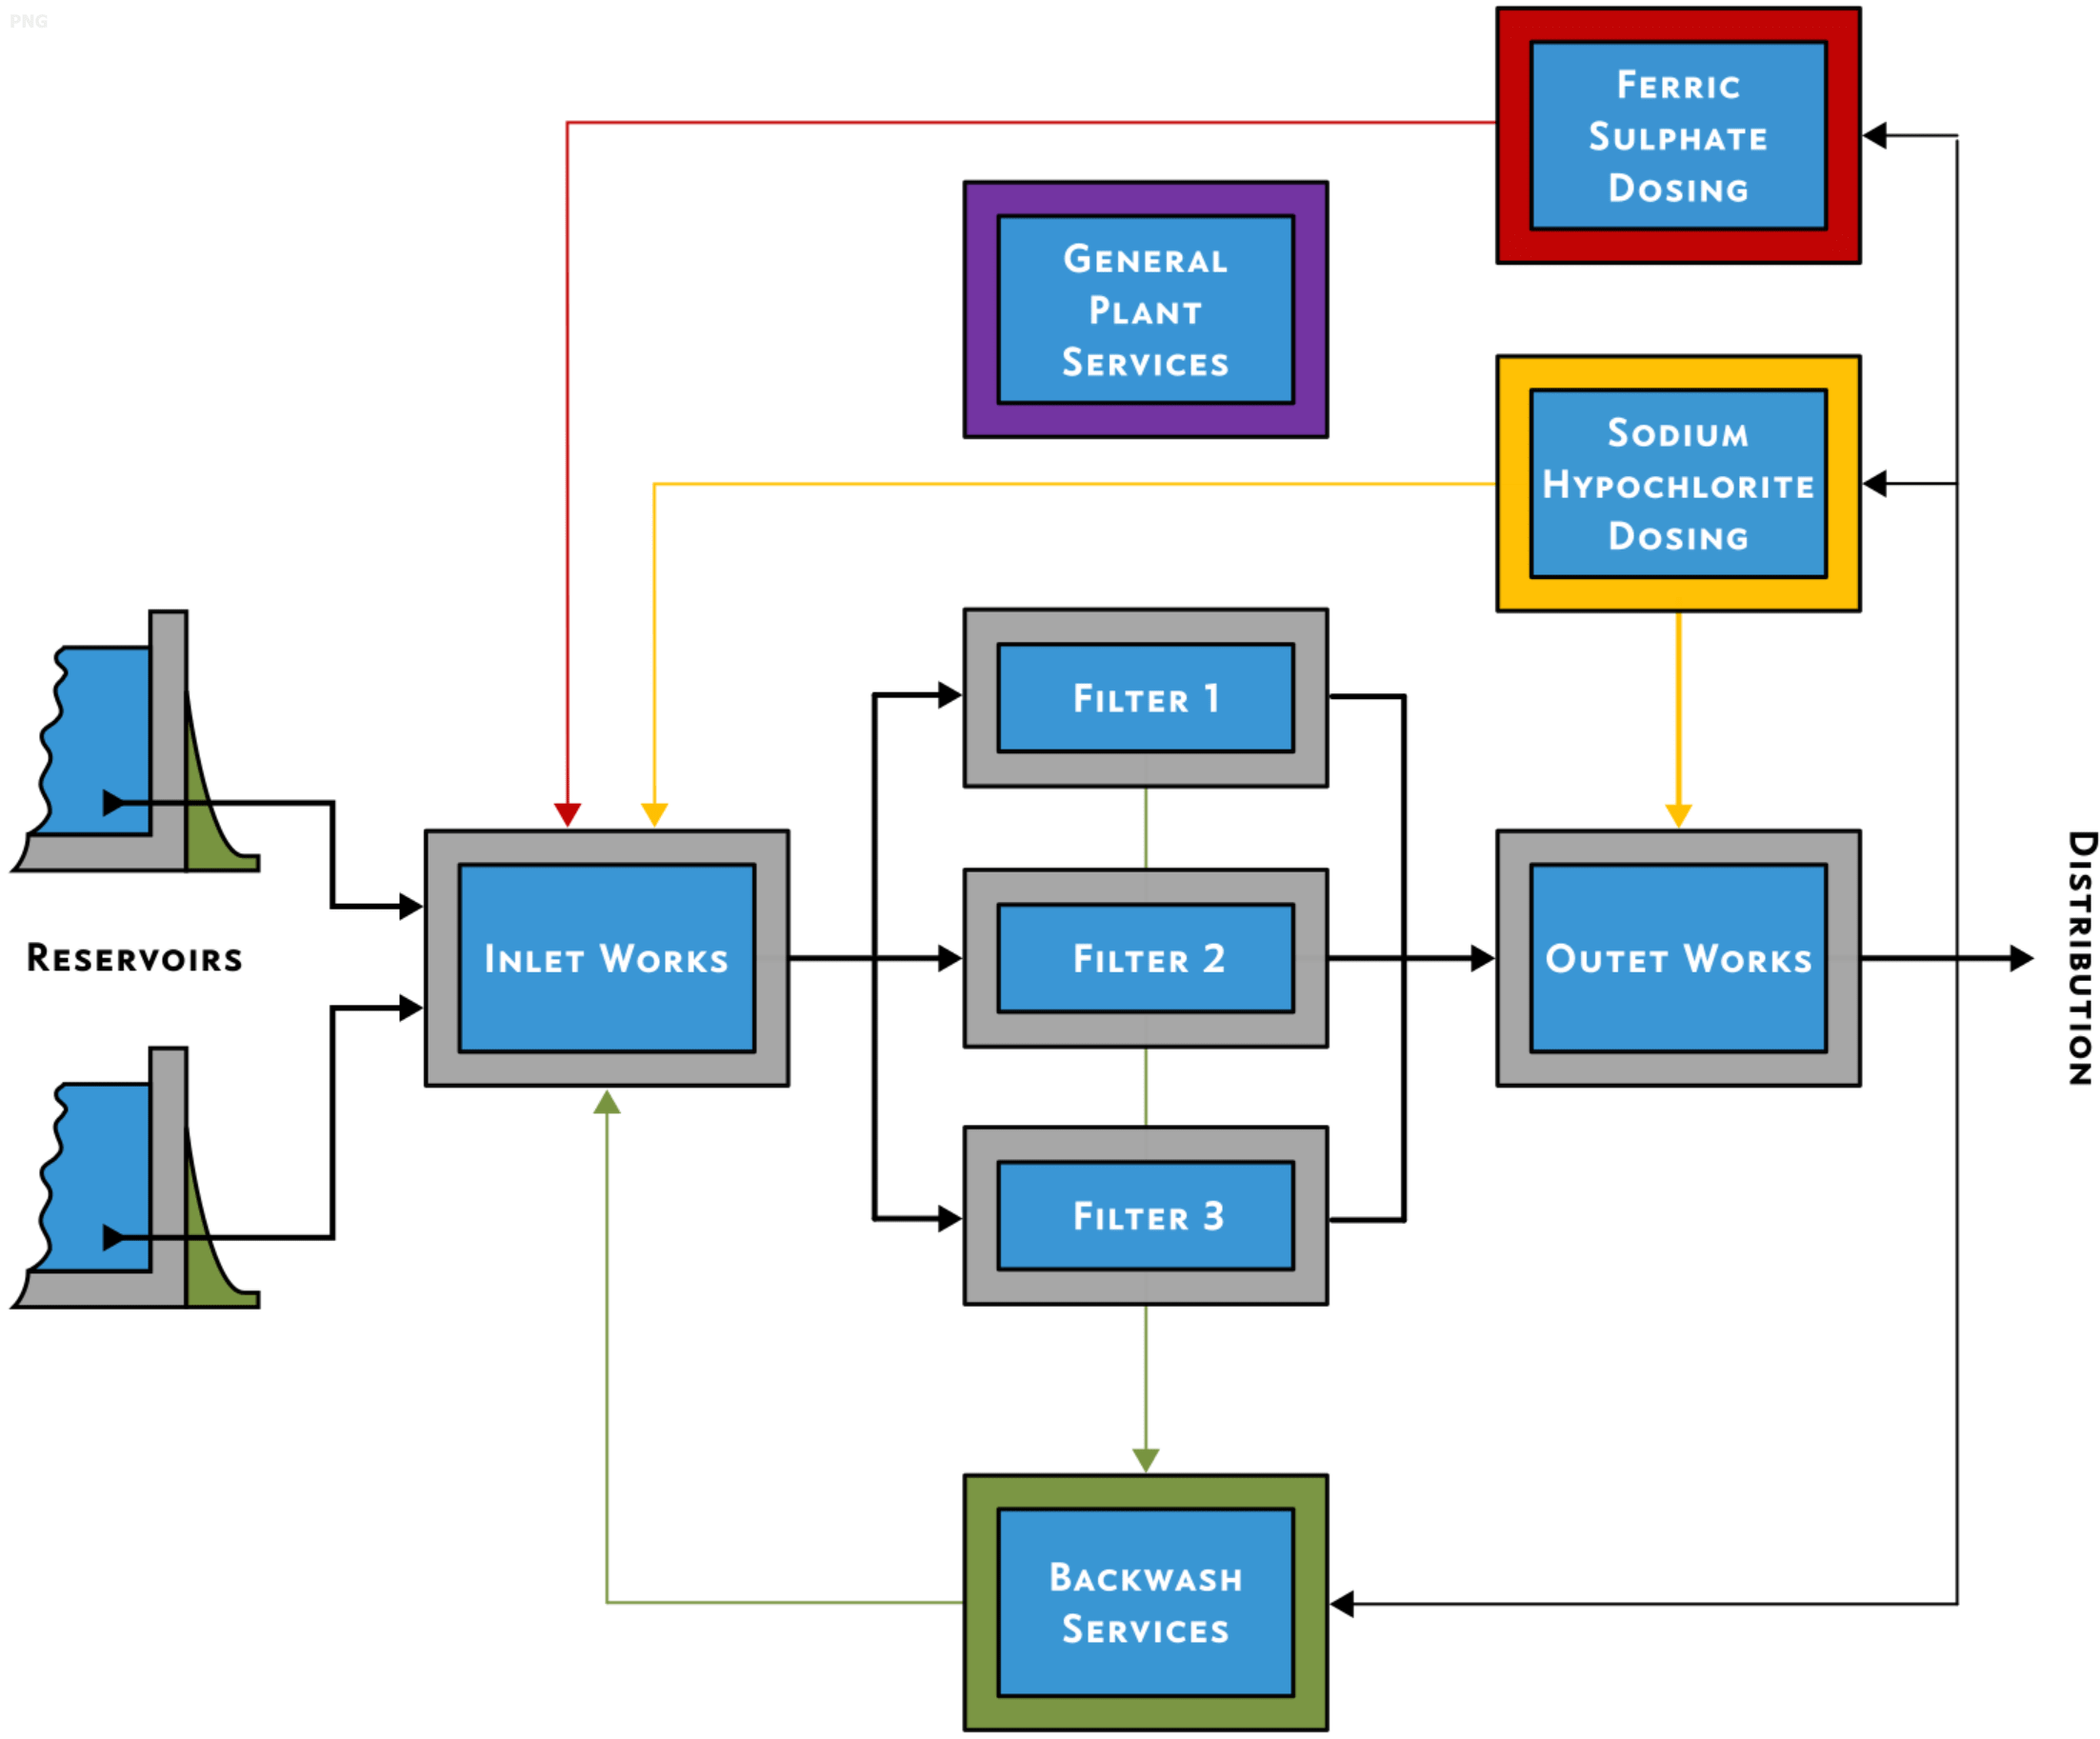 PNG
FERRIC
SULPHATE
DOSING
GENERAL
PLANT
SERVICES
SODIUM
HYPOCHLORITE
DOSING
FILTER 1
RESERVOIRS
INLET WORKS
FILTER 2
OUTET WORKS
DISTRIBUTION
FILTER 3
BACKWASH
SERVICES